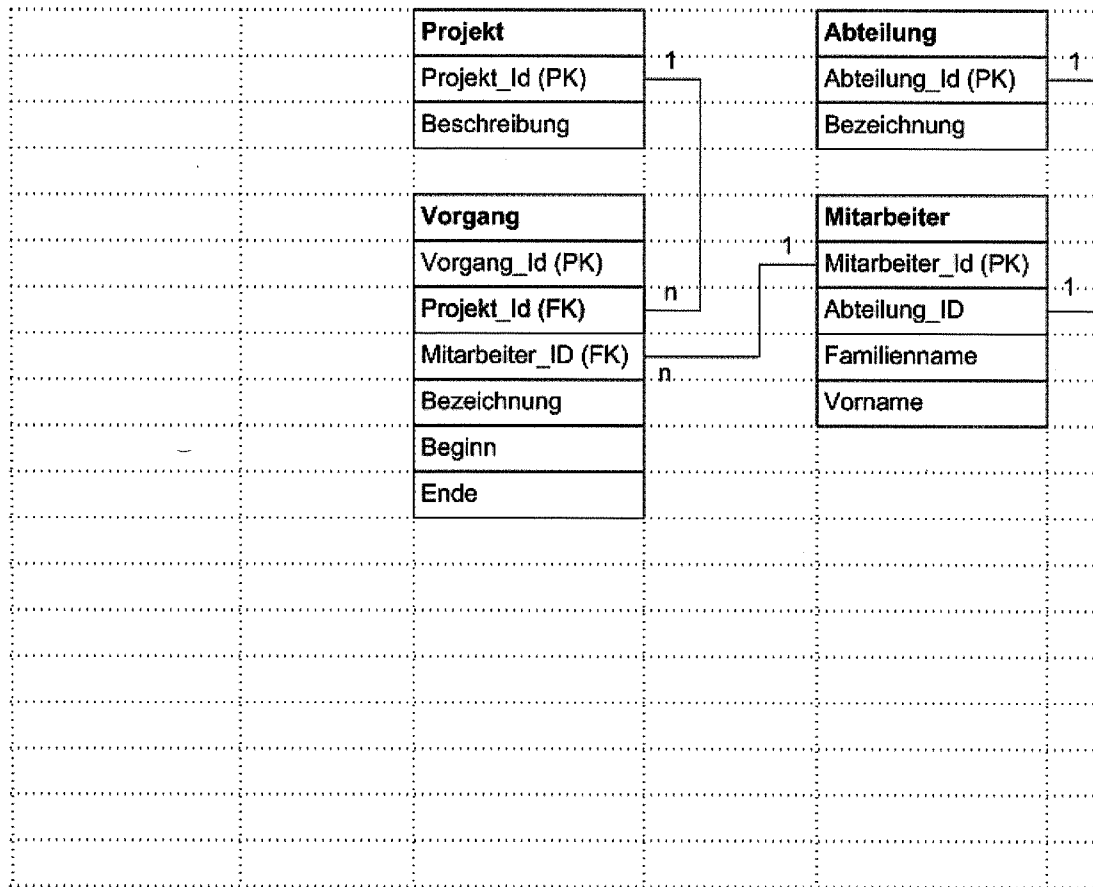 Projekt
Projekt_Id (PK)
Beschreibung
1
Abteilung
Abteilung_Id (PK)
Bezeichnung
1
Vorgang
Vorgang_Id (PK)
Projekt_Id (FK)
Mitarbeiter_ID (FK)
Bezeichnung
Beginn
Ende
n
n
1
Mitarbeiter
Mitarbeiter_Id (PK)
Abteilung_ID
Familienname
Vorname
1